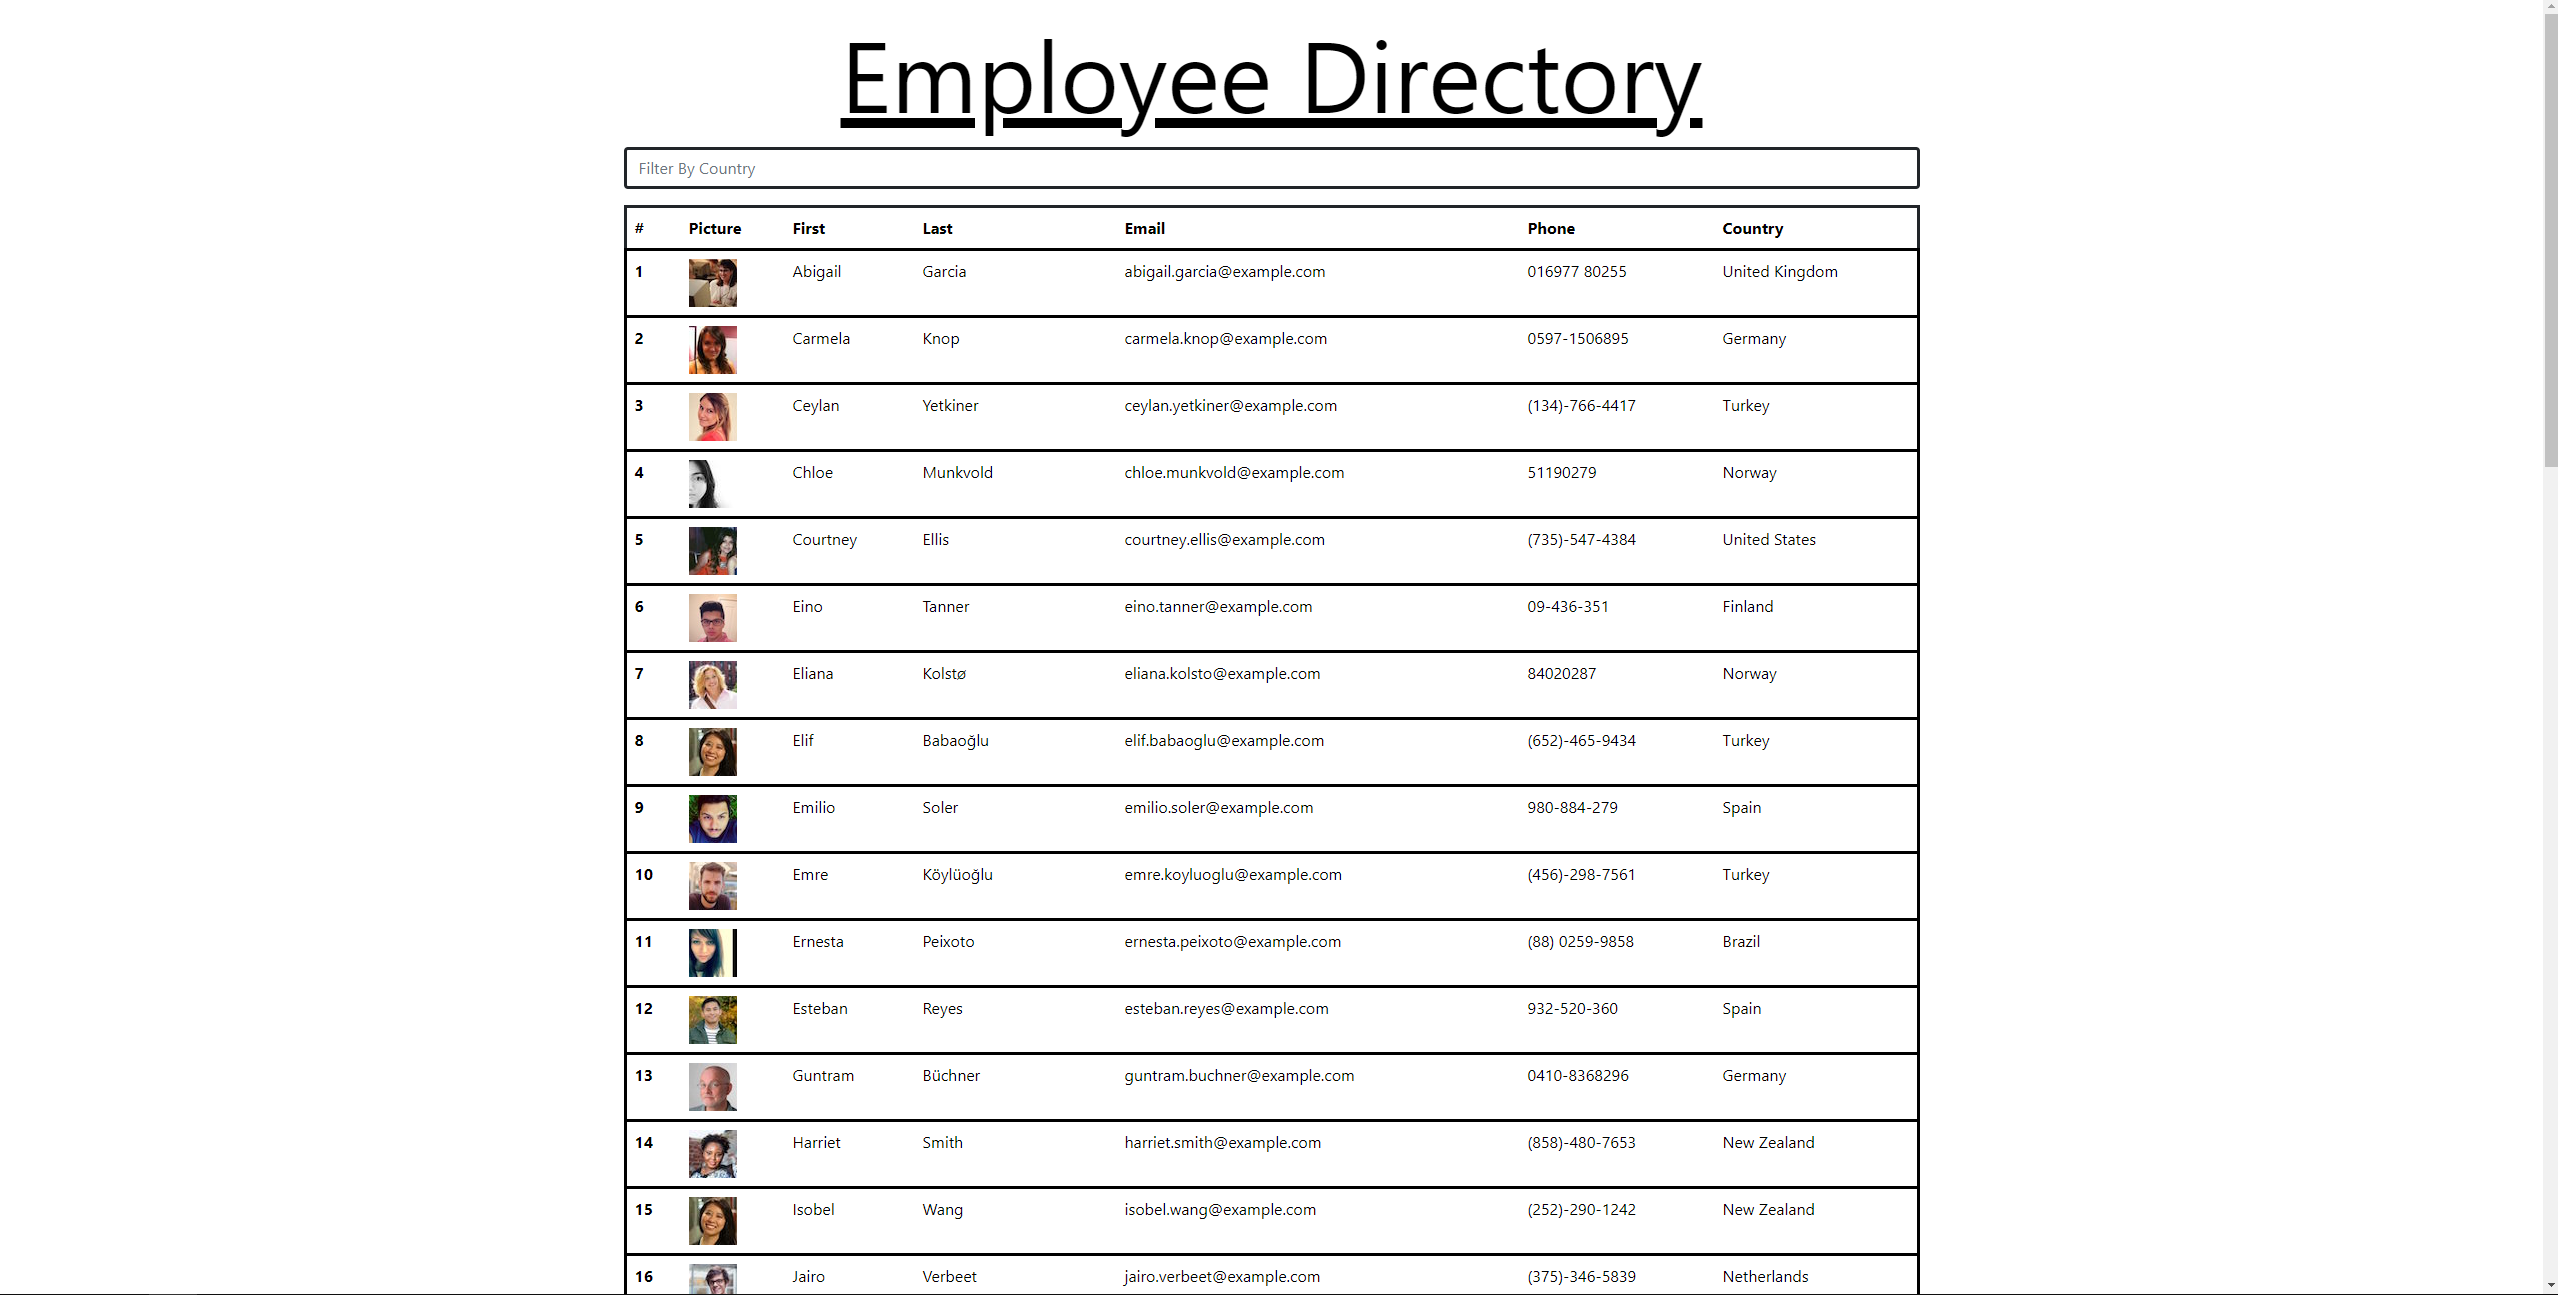 Employee Directory
Filter By Country
# Picture First Last Email Phone Country
1 Abigail Garcia abigail.garcia@example.com 016977 80255 United Kingdom
2 Carmela Knop carmela.knop@example.com 0597-1506895 Germany
3 Ceylan Yetkiner ceylan.yetkiner@example.com (134)-766-4417 Turkey
4 Chloe Munkvold chloe.munkvold@example.com 51190279 Norway
5 Courtney Ellis courtney.ellis@example.com (735)-547-4384 United States
6 Eino Tanner eino.tanner@example.com 09-436-351 Finland
7 Eliana Kolstø eliana.kolsto@example.com 84020287 Norway
8 Elif Babaoğlu elif.babaoglu@example.com (652)-465-9434 Turkey
9 Emilio Soler emilio.soler@example.com 980-884-279 Spain
10 Emre Köylüoğlu emre.koyluoglu@example.com (456)-298-7561 Turkey
11 Ernesta Peixoto ernesta.peixoto@example.com (88) 0259-9858 Brazil
12 Esteban Reyes esteban.reyes@example.com 932-520-360 Spain
13 Guntram Büchner guntram.buchner@example.com 0410-8368296 Germany
14 Harriet Smith harriet.smith@example.com (858)-480-7653 New Zealand
15 Isobel Wang isobel.wang@example.com (252)-290-1242 New Zealand
16 Jairo Verbeet jairo.verbeet@example.com (375)-346-5839 Netherlands